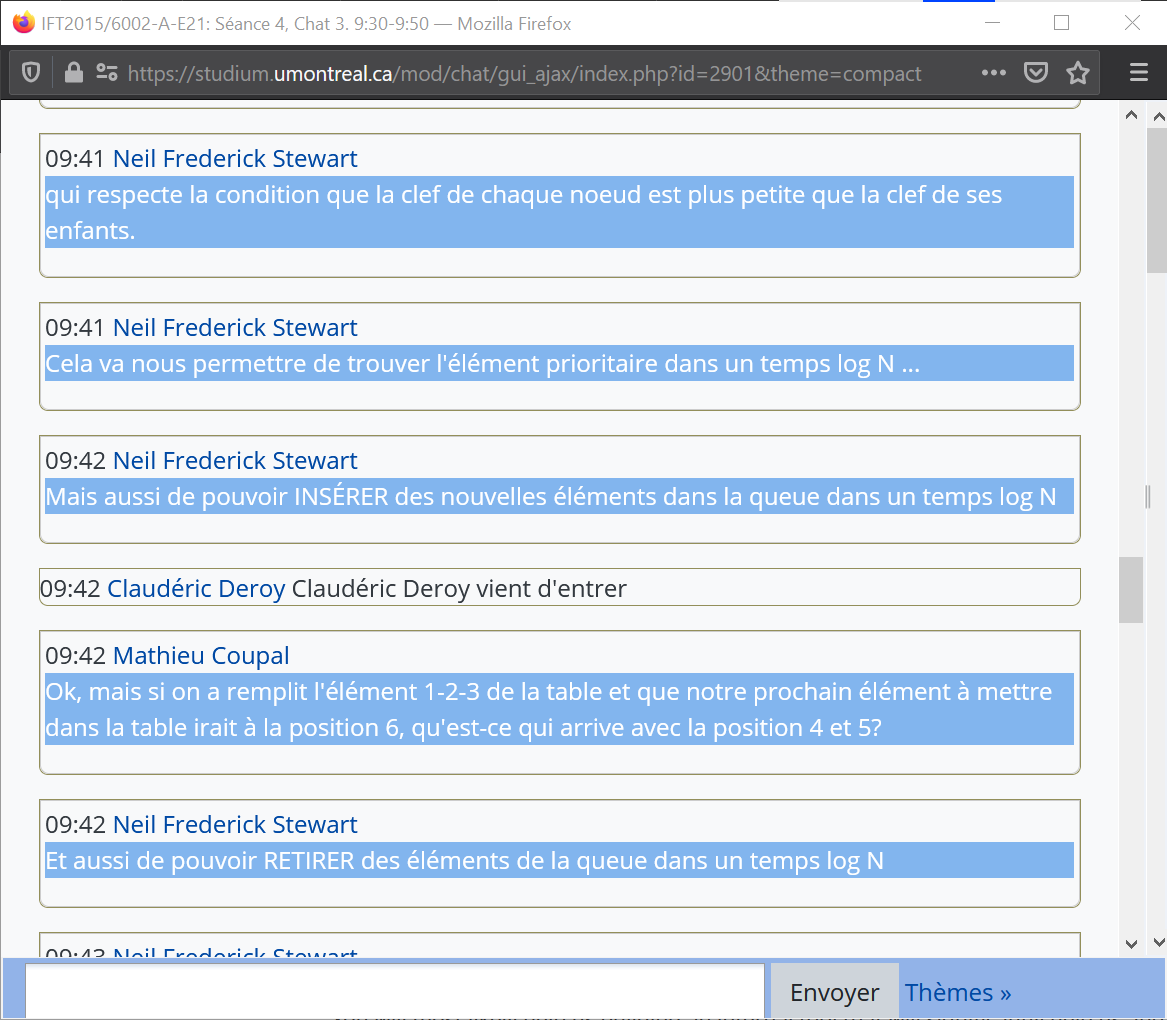 IFT2015/6002-A-E21: Séance 4, Chat 3. 9:30-9:50 — Mozilla Firefox
https://studium.umontreal.ca/mod/chat/gui_ajax/index.php?id=2901&theme=compact
09:41 Neil Frederick Stewart
qui respecte la condition que la clef de chaque noeud est plus petite que la clef de ses
enfants.
09:41 Neil Frederick Stewart
Cela va nous permettre de trouver l'élément prioritaire dans un temps log N ...
09:42 Neil Frederick Stewart
Mais aussi de pouvoir INSÉRER des nouvelles éléments dans la queue dans un temps log N
09:42 Claudéric Deroy Claudéric Deroy vient d'entrer
09:42 Mathieu Coupal
Ok, mais si on a remplit l'élément 1-2-3 de la table et que notre prochain élément à mettre
dans la table irait à la position 6, qu'est-ce qui arrive avec la position 4 et 5?
09:42 Neil Frederick Stewart
Et aussi de pouvoir RETIRER des éléments de la queue dans un temps log N
09:43 Neil Frederick Stewart
Envoyer Thèmes »